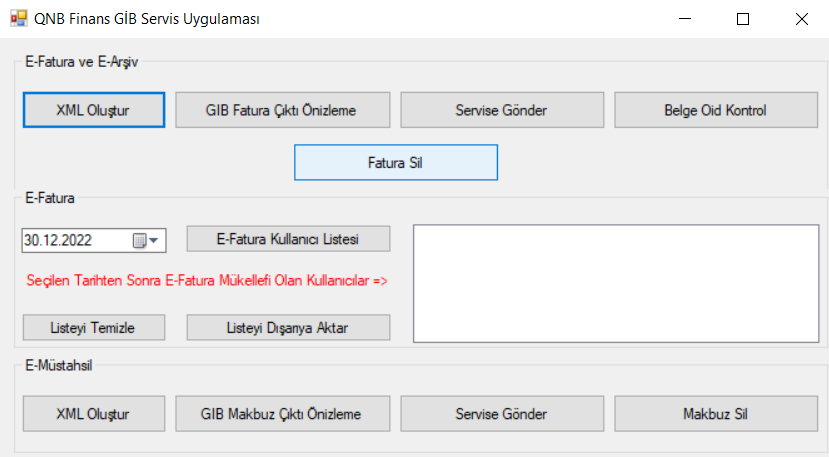 QNB Finans GİB Servis Uygulaması
E-Fatura ve E-Arşiv
XML Oluştur
GIB Fatura Çıktı Önizleme
Servise Gönder
Belge Oid Kontrol
Fatura Sil
E-Fatura
30.12.2022
E-Fatura Kullanıcı Listesi
Seçilen Tarihten Sonra E-Fatura Mükellefi Olan Kullanıcılar =>
Listeyi Temizle
Listeyi Dışarıya Aktar
E-Müstahsil
XML Oluştur
GIB Makbuz Çıktı Önizleme
Servise Gönder
Makbuz Sil